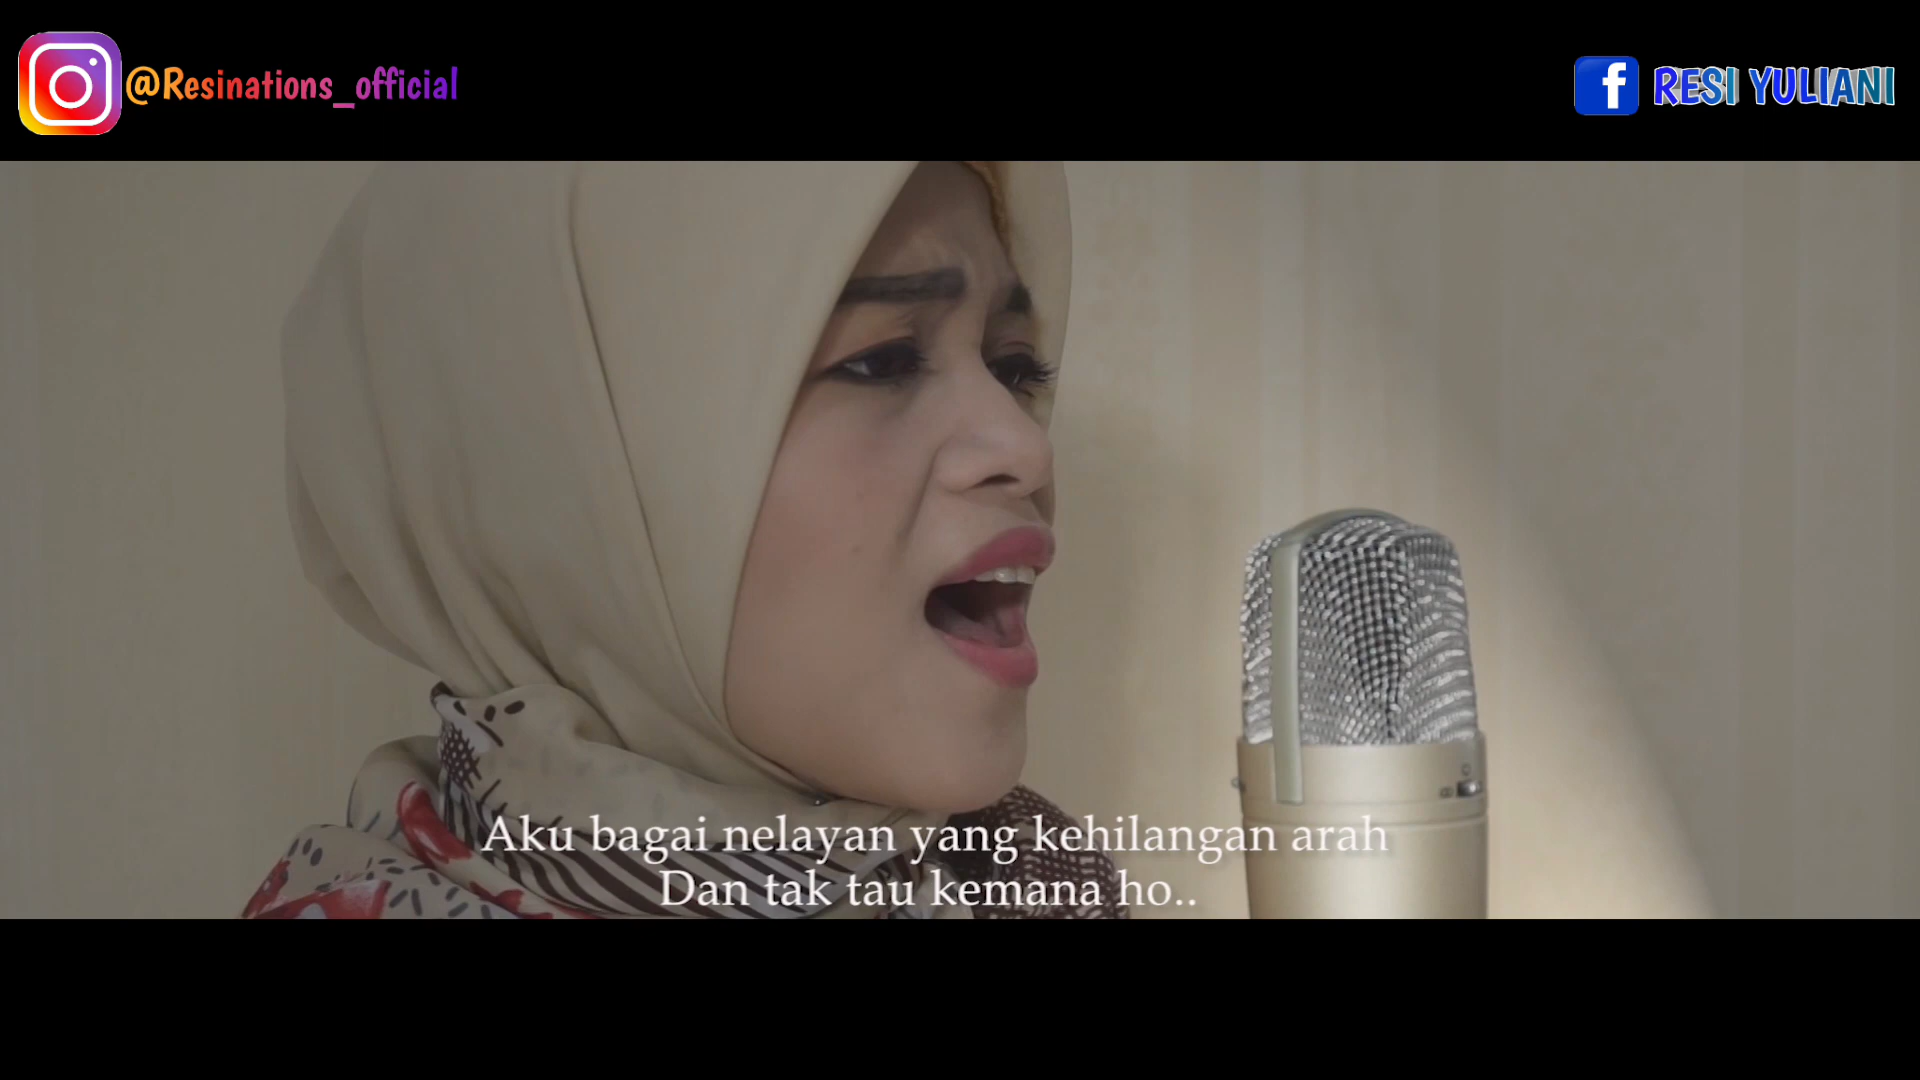 @Resinations_official
RESI YULIANI
Aku bagai nelayan yang kehilangan arah
Dan tak tau kemana ho..